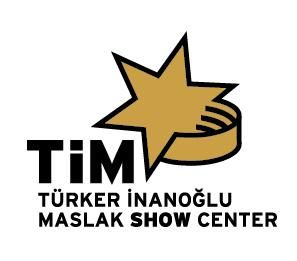 TiM
TÜRKER İNANOĞLU
MASLAK SHOW CENTER